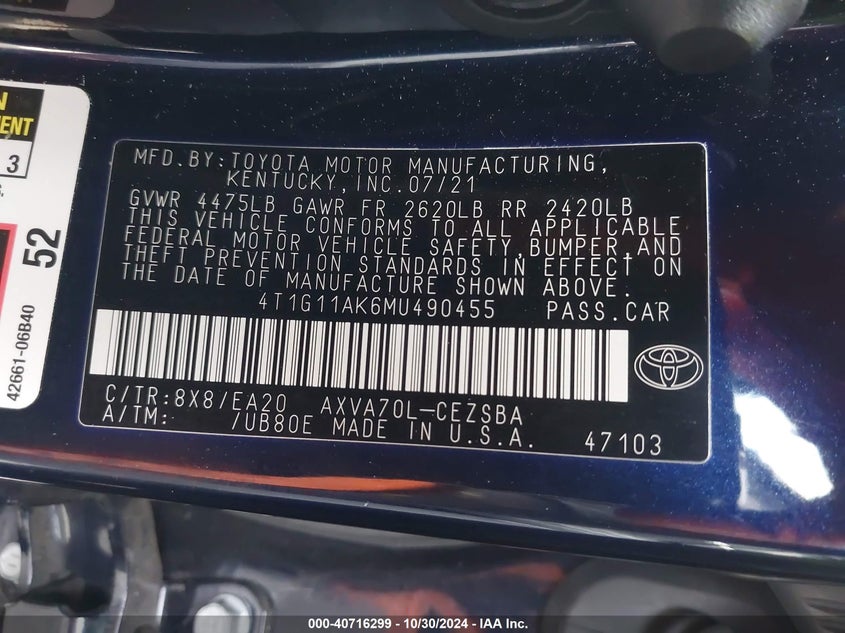 N
ENT
3
52
42661-06B40
MFD.BY:TOYOTA MOTOR MANUFACTURING,
KENTUCKY,INC.07/21
GVWR 4475LB GAWR FR 2620LB RR 2420LB
THIS VEHICLE CONFORMS TO ALL APPLICABLE
FEDERAL MOTOR VEHICLE SAFETY,BUMPER,AND
THEFT PREVENTION STANDARDS IN EFFECT ON
THE DATE OF MANUFACTURE SHOWN ABOVE.
4T1G11AK6MU490455 PASS.CAR
C/TR:8X8/EA20 AXVA70L-CEZSBA
A/TM: /UB80E MADE IN U.S.A. 47103
000-40716299 - 10/30/2024 - IAA Inc.